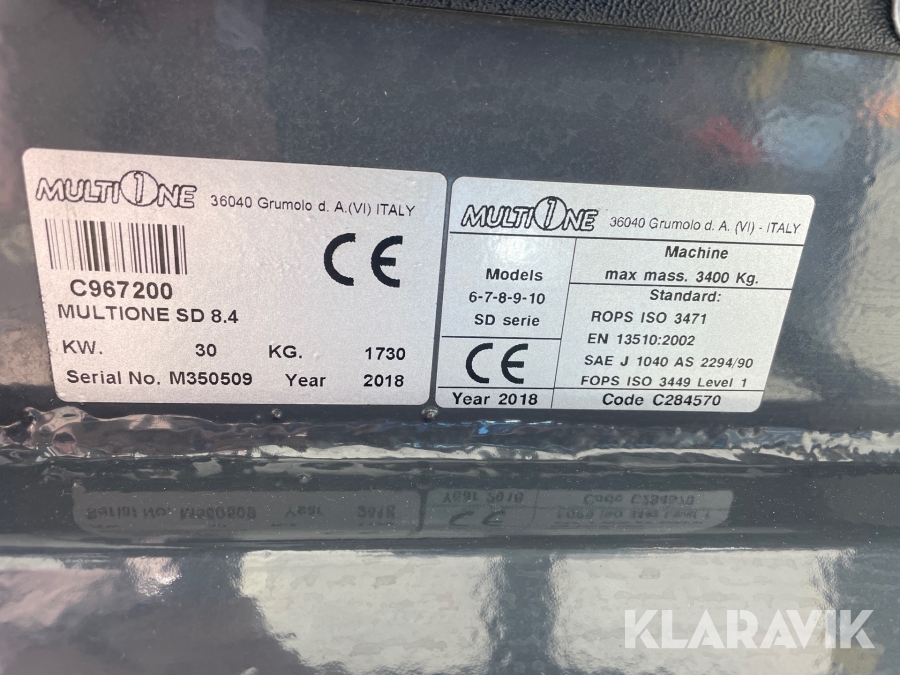 MULTI1ONE 36040 Grumolo d. A.(VI) ITALY
CE
C967200
MULTIONE SD 8.4
KW. 30 KG. 1730
Serial No. M350509 Year 2018
MULTI1ONE 36040 Grumolo d. A. (VI) - ITALY
Models
6-7-8-9-10
SD serie
CE
Year 2018
Machine
max mass. 3400 Kg.
Standard:
ROPS ISO 3471
EN 13510:2002
SAE J 1040 AS 2294/90
FOPS ISO 3449 Level 1
Code C284570
KLARAVIK